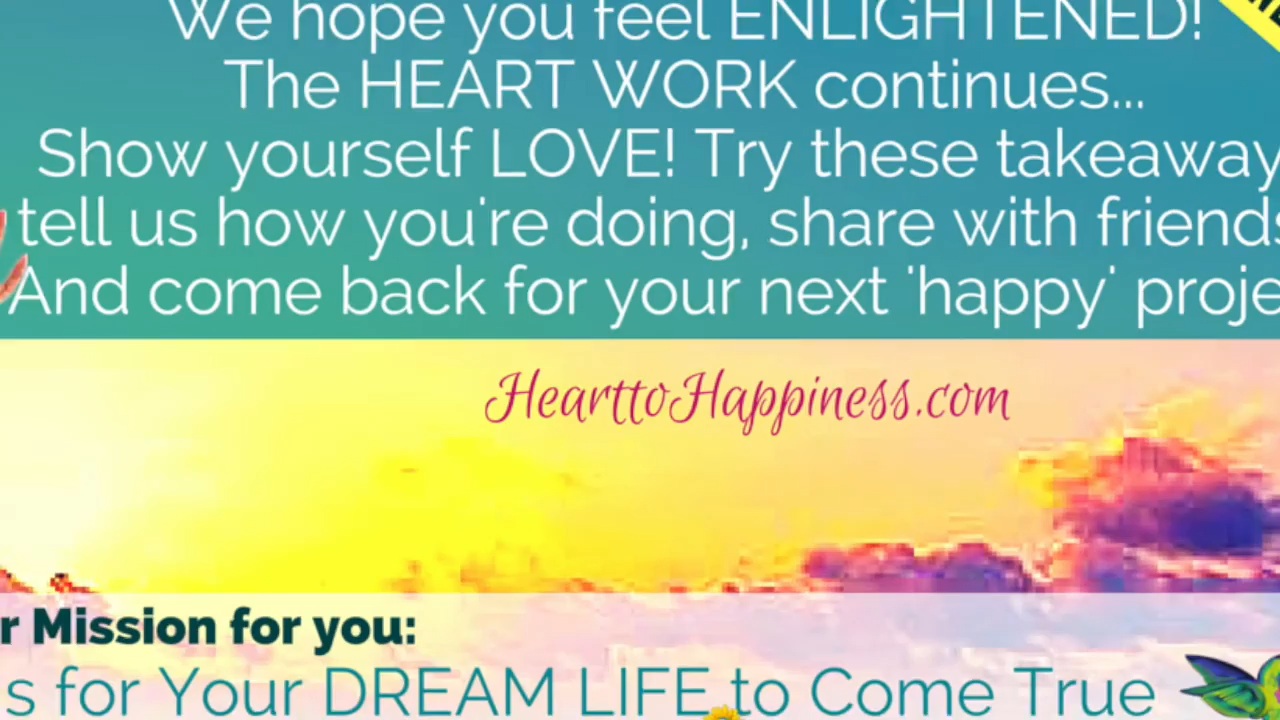 We hope you feel ENLIGHTENED!
The HEART WORK continues...
Show yourself LOVE! Try these takeaway
tell us how you're doing, share with friends
And come back for your next 'happy' proje
HearttoHappiness.com
r Mission for you:
s for Your DREAM LIFE to Come True